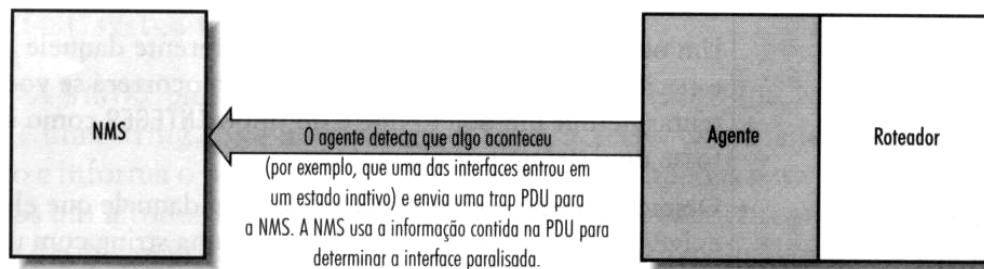 NMS
O agente detecta que algo aconteceu
(por exemplo, que uma das interfaces entrou em
um estado inativo) e envia uma trap PDU para
a NMS. A NMS usa a informação contida na PDU para
determinar a interface paralisada.
Agente
Roteador